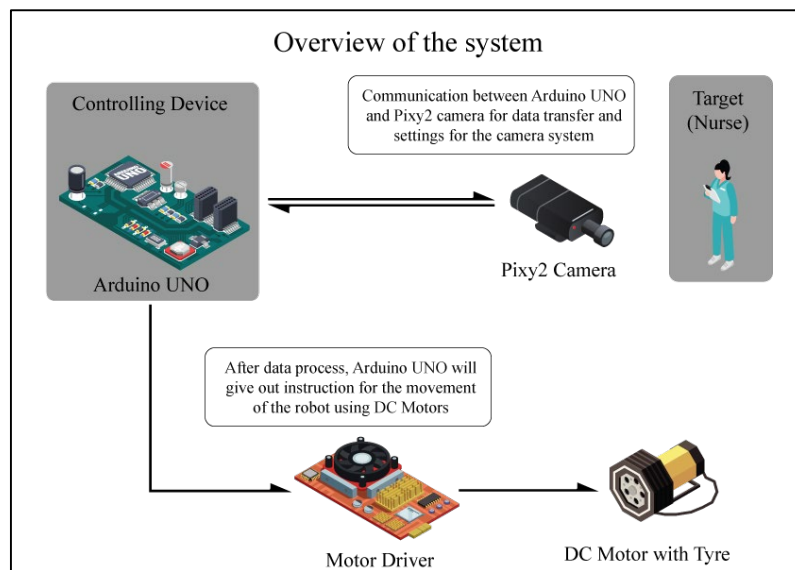 Overview of the system
Controlling Device
UNO
Arduino UNO
Communication between Arduino UNO
and Pixy2 camera for data transfer and
settings for the camera system
Pixy2 Camera
Target
(Nurse)
After data process, Arduino UNO will
give out instruction for the movement
of the robot using DC Motors
Motor Driver
DC Motor with Tyre